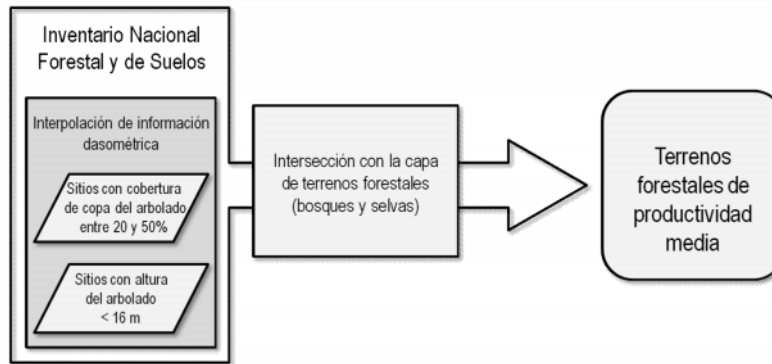 Inventario Nacional
Forestal y de Suelos
Interpolación de información
dasométrica
Sitios con cobertura
de copa del arbolado
entre 20 y 50%
Sitios con altura
del arbolado
< 16 m
Intersección con la capa
de terrenos forestales
(bosques y selvas)
Terrenos
forestales de
productividad
media